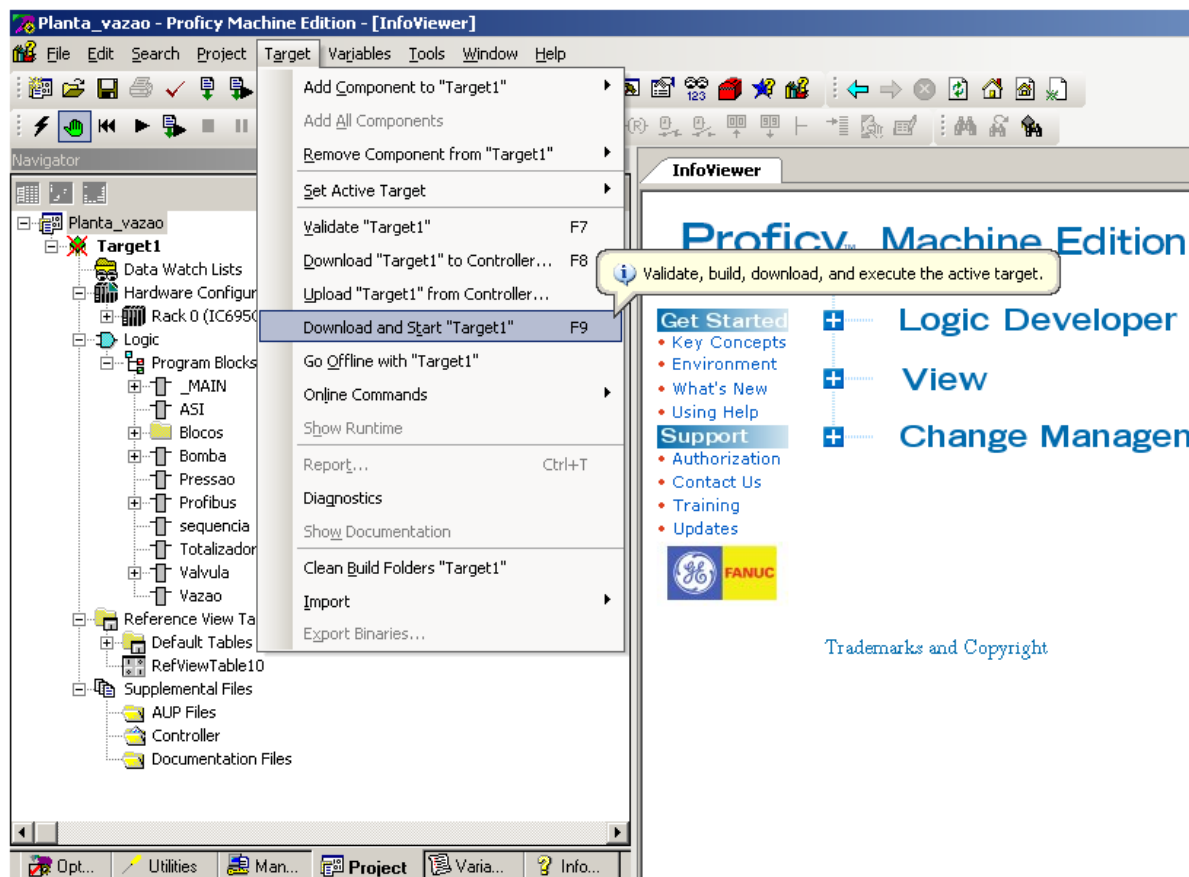 Planta_vazao - Proficy Machine Edition - [InfoViewer]
File Edit Search Project Target Variables Tools Window Help
Navigator
Planta_vazao
Target1
Data Watch Lists
Hardware Configur
Rack 0 (IC695C
Logic
Program Blocks
_MAIN
ASI
Blocos
Bomba
Pressao
Profibus
sequencia
Totalizador
Valvula
Vazao
Reference View Ta
Default Tables
RefViewTable10
Supplemental Files
AUP Files
Controller
Documentation Files
Opt... Utilities Man... Project Varia... Info...
Add Component to "Target1"
Add All Components
Remove Component from "Target1"
Set Active Target
Validate "Target1" F7
Download "Target1" to Controller... F8
Upload "Target1" from Controller...
Download and Start "Target1" F9
Go Offline with "Target1"
Online Commands
Show Runtime
Report... Ctrl+T
Diagnostics
Show Documentation
Clean Build Folders "Target1"
Import
Export Binaries...
123
InfoViewer
Proficy™ Machine Edition
Validate, build, download, and execute the active target.
Get Started
• Key Concepts
• Environment
• What's New
• Using Help
Support
• Authorization
• Contact Us
• Training
• Updates
GE FANUC
Logic Developer
View
Change Managem
Trademarks and Copyright